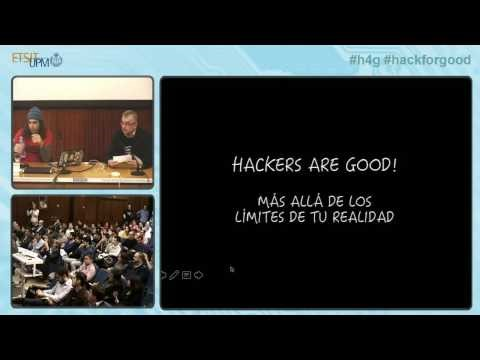 ETSIT
UPM
#h4g #hackforgood
HACKERS ARE GOOD!
MÁS ALLÁ DE LOS
LÍMITES DE TU REALIDAD